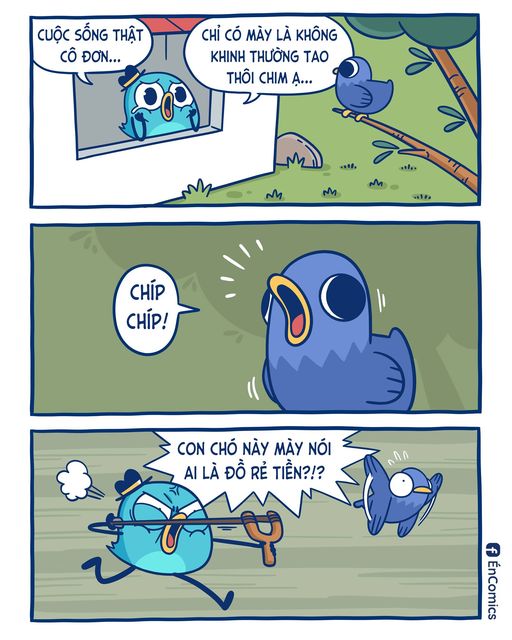 CUỘC SỐNG THẬT
CÔ ĐƠN...
CHỈ CÓ MÀY LÀ KHÔNG
KHINH THƯỜNG TAO
THÔI CHIM Ạ...
CHÍP
CHÍP!
CON CHÓ NÀY MÀY NÓI
AI LÀ ĐỒ RẺ TIỀN?!?
ÉnComics